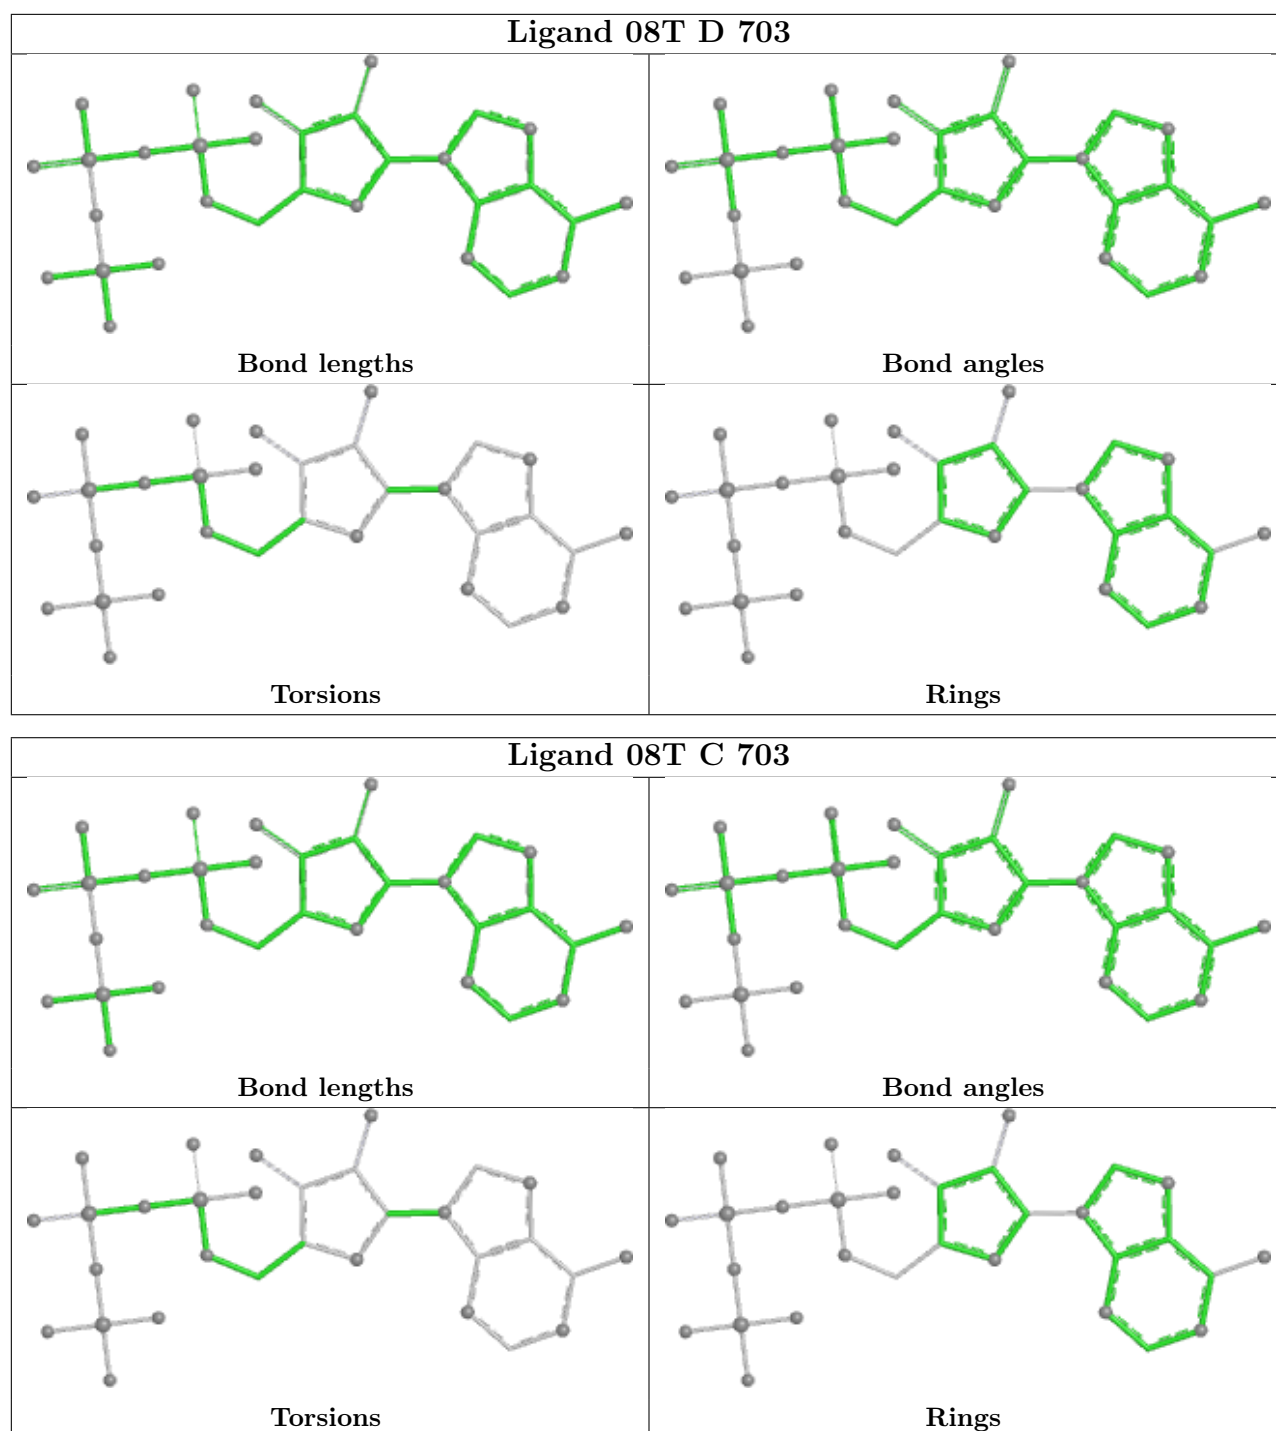 Ligand 08T D 703
Bond lengths
Bond angles
Torsions
Rings
Ligand 08T C 703
Bond lengths
Bond angles
Torsions
Rings